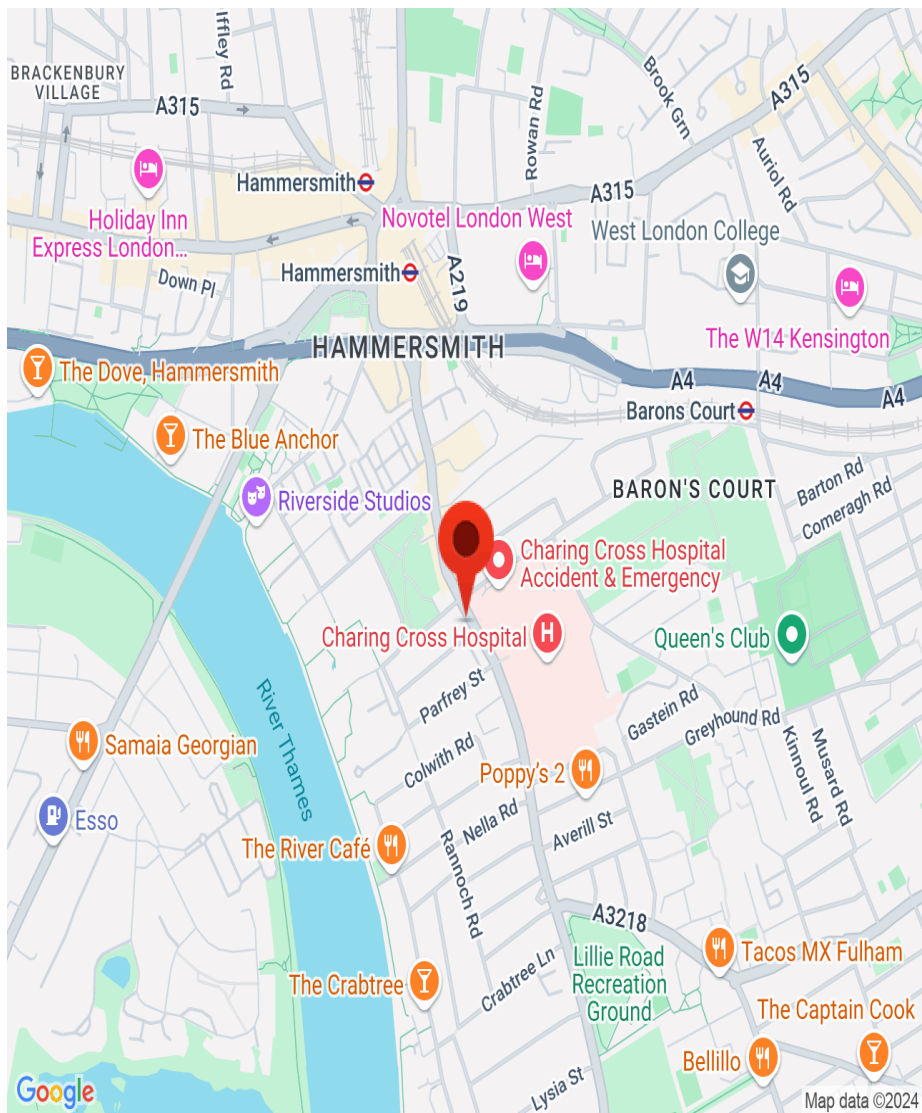 Iffley Rd
BRACKENBURY
VILLAGE
A315
Rowan Rd
Brook Grn
A315
Auriol Rd
Hammersmith
A315
Holiday Inn
Express London...
Novotel London West
West London College
Down Pl
Hammersmith
A219
The W14 Kensington
HAMMERSMITH
The Dove, Hammersmith
A4
A4
A4
Barons Court
The Blue Anchor
Riverside Studios
BARON'S COURT
Barton Rd
Comeragh Rd
Charing Cross Hospital
Accident & Emergency
Charing Cross Hospital
H
Queen's Club
River Thames
Parfrey St
Gastein Rd
Greyhound Rd
Samaia Georgian
Colwith Rd
Poppy's 2
Kinnoul Rd
Musard Rd
Esso
Nella Rd
Averill St
The River Café
Rannoch Rd
A3218
Tacos MX Fulham
Crabtree Ln
Lillie Road
Recreation
Ground
The Crabtree
The Captain Cook
Bellillo
Lysia St
Google
Map data ©2024